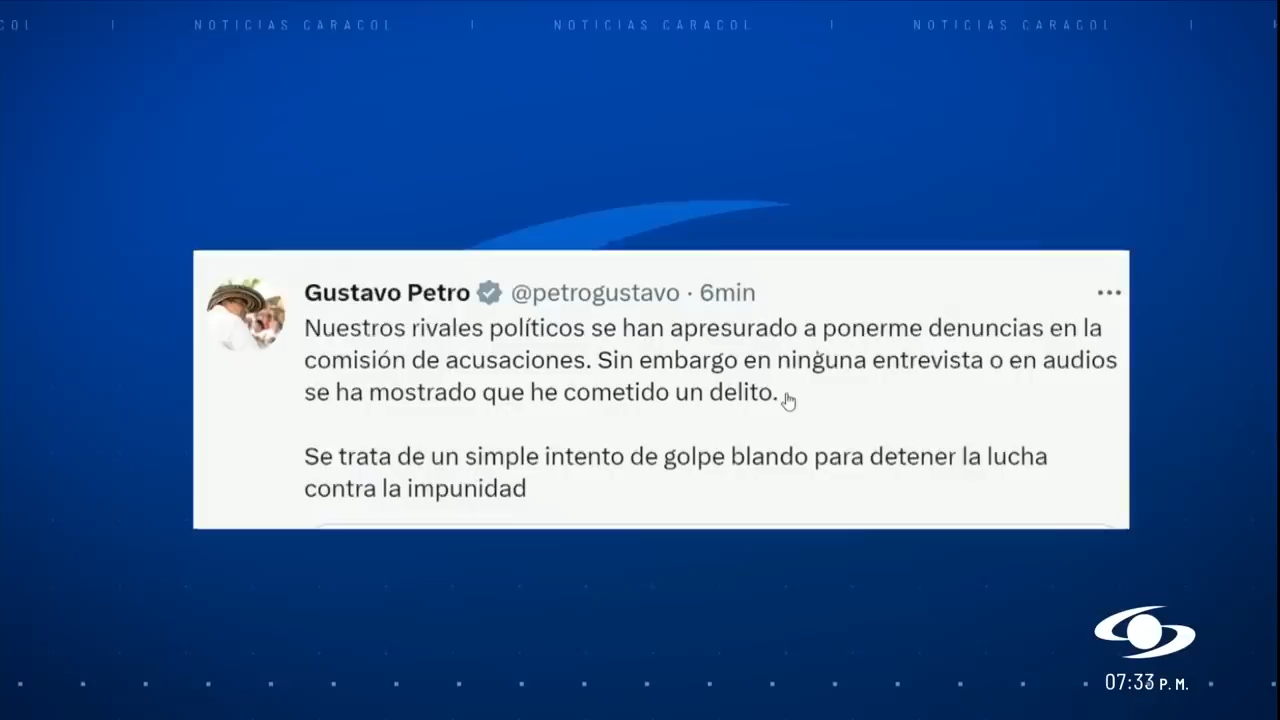 COL | NOTICIAS CARACOL | NOTICIAS CARACOL | NOTICIAS CARACOL |
Gustavo Petro @petrogustavo · 6min ...
Nuestros rivales políticos se han apresurado a ponerme denuncias en la
comisión de acusaciones. Sin embargo en ninguna entrevista o en audios
se ha mostrado que he cometido un delito.
Se trata de un simple intento de golpe blando para detener la lucha
contra la impunidad
07:33 P.M.